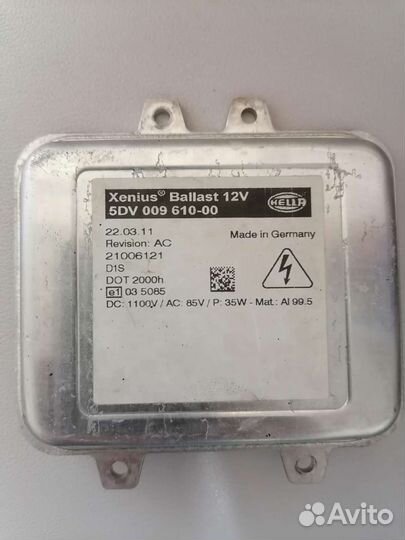 Xenius® Ballast 12V
5DV 009 610-00
HELLA
22.03.11
Made in Germany
Revision: AC
21006121
D1S
DOT 2000h
e1 03 5085
DC: 1100V / AC: 85V / P: 35W - Mat.: Al 99.5
Avito